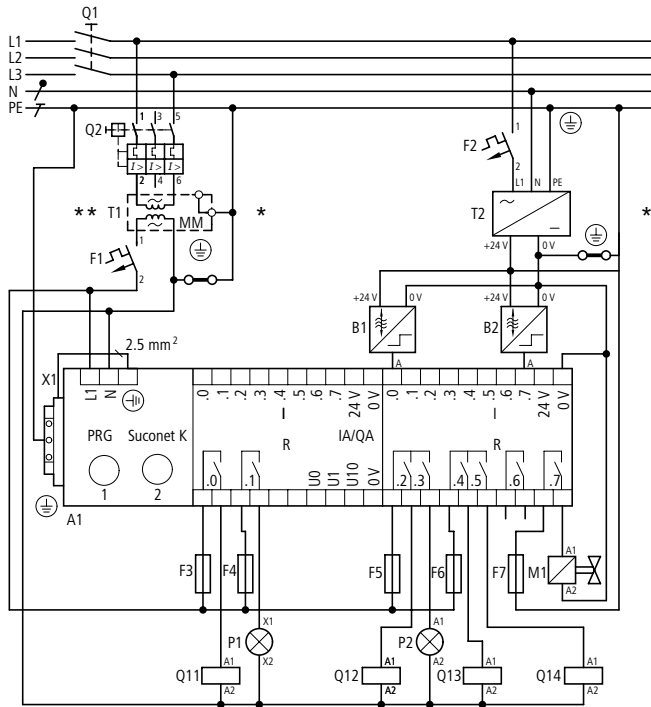 Q1
L1
L2
L3
N
PE
1 3 5
Q2
I> I> I>
2 4 6
** T1 MM * *
F1
1
2
F2
1
2
L1 N PE
T2
+24 V 0 V
+24 V 0 V +24 V 0 V
B1 B2
A A
2.5 mm²
X1
L1 N
.0 .1 .2 .3 .4 .5 .6 .7 24 V 0 V .0 .1 .2 .3 .4 .5 .6 .7 24 V 0 V
I I
PRG Suconet K R IA/QA R
1 2
.0 .1 U0 U1 U10 0 V .2 .3 .4 .5 .6 .7
A1
F3 F4 F5 F6 F7 M1
A1
A2
X1
P1
X2
A1
P2
A2
Q11 A1
A2
Q12 A1
A2
Q13 A1
A2
Q14 A1
A2